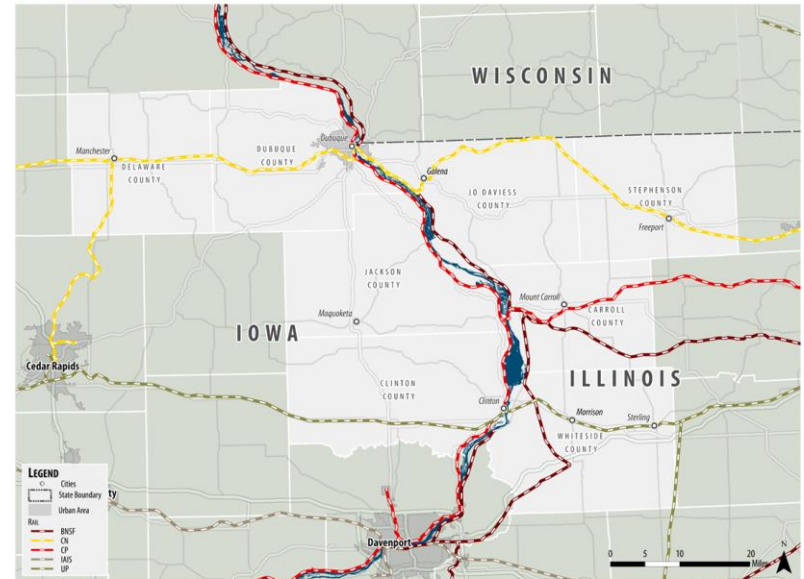 WISCONSIN
Dubuque
Manchester
DELAWARE
COUNTY
DUBUQUE
COUNTY
Galena
JO DAVIESS
COUNTY
STEPHENSON
COUNTY
Freeport
JACKSON
COUNTY
Mount Carroll
CARROLL
COUNTY
Maquoketa
IOWA
Cedar Rapids
CLINTON
COUNTY
ILLINOIS
Clinton
Morrison
Sterling
WHITESIDE
COUNTY
LEGEND
Cities
State Boundary
Urban Area
RAIL
BNSF
CN
CP
IAIS
UP
Davenport
0 5 10 20
Miles
N